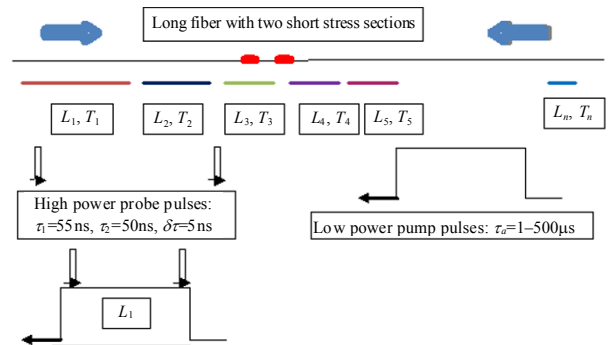 Long fiber with two short stress sections
L1, T1
L2, T2
L3, T3
L4, T4
L5, T5
Ln, Tn
High power probe pulses:
τ1=55ns, τ2=50ns, δτ=5ns
Low power pump pulses: τa=1–500µs
L1